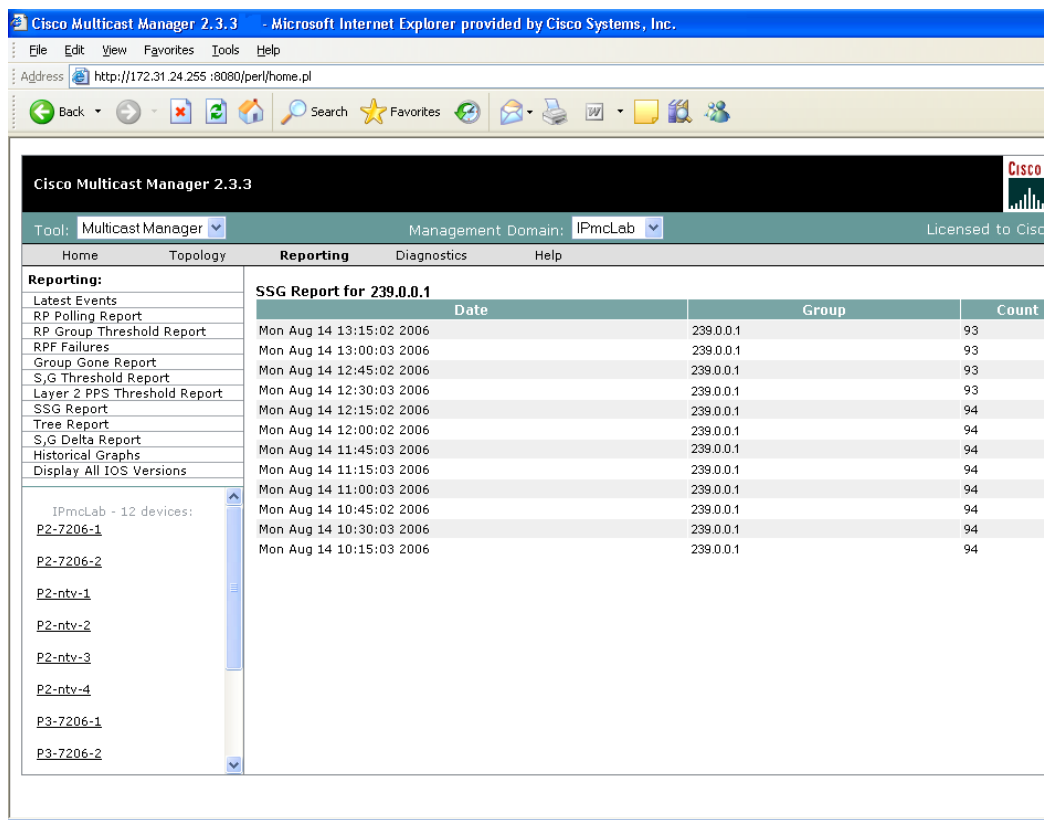 Cisco Multicast Manager 2.3.3 - Microsoft Internet Explorer provided by Cisco Systems, Inc.
File Edit View Favorites Tools Help
Address http://172.31.24.255 :8080/perl/home.pl
Back Search Favorites
Cisco Multicast Manager 2.3.3
CISCO
Tool: Multicast Manager Management Domain: IPmcLab Licensed to Cisc
Home Topology Reporting Diagnostics Help
Reporting:
Latest Events
RP Polling Report
RP Group Threshold Report
RPF Failures
Group Gone Report
S,G Threshold Report
Layer 2 PPS Threshold Report
SSG Report
Tree Report
S,G Delta Report
Historical Graphs
Display All IOS Versions
IPmcLab - 12 devices:
P2-7206-1
P2-7206-2
P2-ntv-1
P2-ntv-2
P2-ntv-3
P2-ntv-4
P3-7206-1
P3-7206-2
SSG Report for 239.0.0.1
Date Group Count
Mon Aug 14 13:15:02 2006 239.0.0.1 93
Mon Aug 14 13:00:03 2006 239.0.0.1 93
Mon Aug 14 12:45:02 2006 239.0.0.1 93
Mon Aug 14 12:30:03 2006 239.0.0.1 93
Mon Aug 14 12:15:02 2006 239.0.0.1 94
Mon Aug 14 12:00:02 2006 239.0.0.1 94
Mon Aug 14 11:45:03 2006 239.0.0.1 94
Mon Aug 14 11:15:03 2006 239.0.0.1 94
Mon Aug 14 11:00:03 2006 239.0.0.1 94
Mon Aug 14 10:45:02 2006 239.0.0.1 94
Mon Aug 14 10:30:03 2006 239.0.0.1 94
Mon Aug 14 10:15:03 2006 239.0.0.1 94